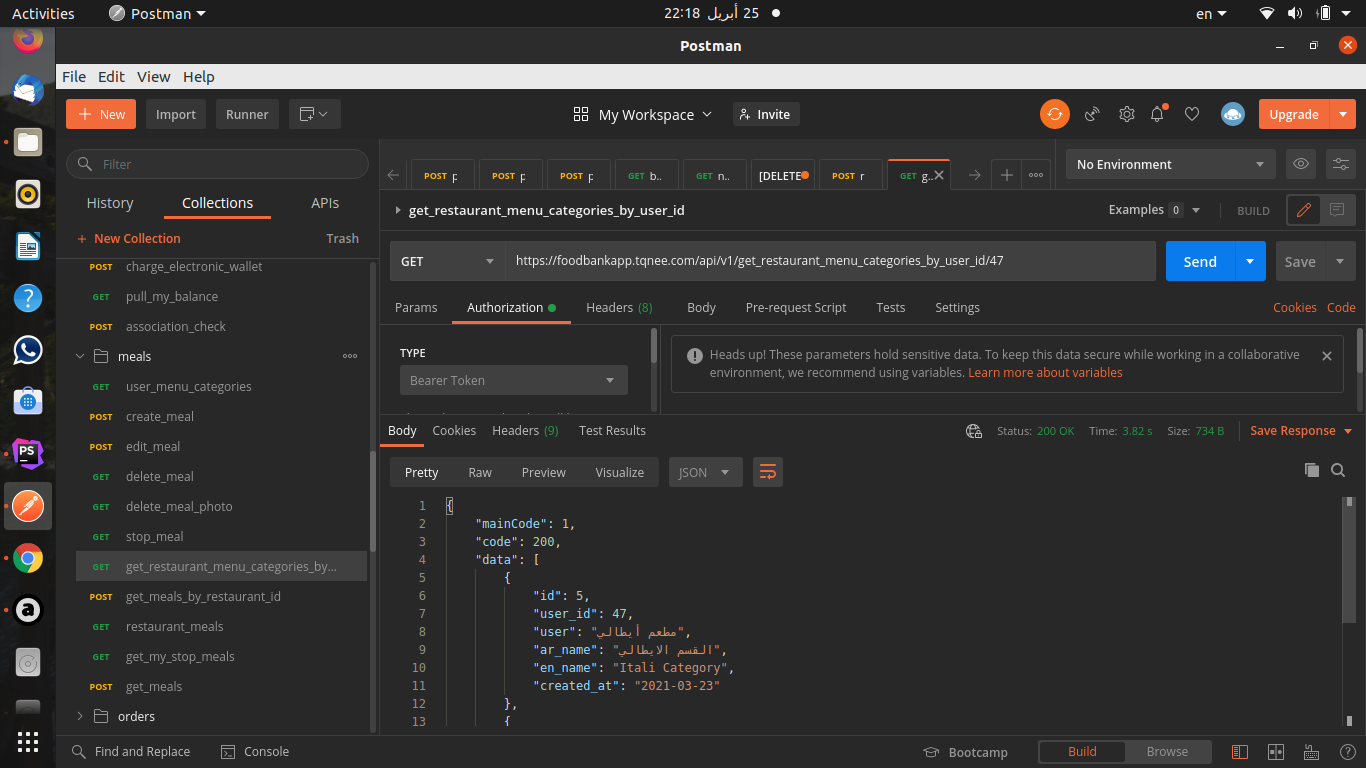 Activities Postman 25 أبريل 22:18 en
Postman
File Edit View Help
New Import Runner My Workspace Invite Upgrade
Filter
History Collections APIs
New Collection Trash
POST charge_electronic_wallet
GET pull_my_balance
POST association_check
meals
GET user_menu_categories
POST create_meal
POST edit_meal
GET delete_meal
GET delete_meal_photo
GET stop_meal
GET get_restaurant_menu_categories_by...
POST get_meals_by_restaurant_id
GET restaurant_meals
GET get_my_stop_meals
POST get_meals
orders
POST p POST p POST p GET b.. GET n.. [DELETE POST r GET g..
No Environment
get_restaurant_menu_categories_by_user_id Examples 0 BUILD
GET https://foodbankapp.tqnee.com/api/v1/get_restaurant_menu_categories_by_user_id/47 Send Save
Params Authorization Headers (8) Body Pre-request Script Tests Settings Cookies Code
TYPE
Bearer Token
Heads up! These parameters hold sensitive data. To keep this data secure while working in a collaborative
environment, we recommend using variables. Learn more about variables
Body Cookies Headers (9) Test Results Status: 200 OK Time: 3.82 s Size: 734 B Save Response
Pretty Raw Preview Visualize JSON
1 {
2 "mainCode": 1,
3 "code": 200,
4 "data": [
5 {
6 "id": 5,
7 "user_id": 47,
8 "user": "مطعم أيطالي",
9 "ar_name": "القسم الايطالي",
10 "en_name": "Itali Category",
11 "created_at": "2021-03-23"
12 },
13 {
Find and Replace Console Bootcamp Build Browse
PS
a